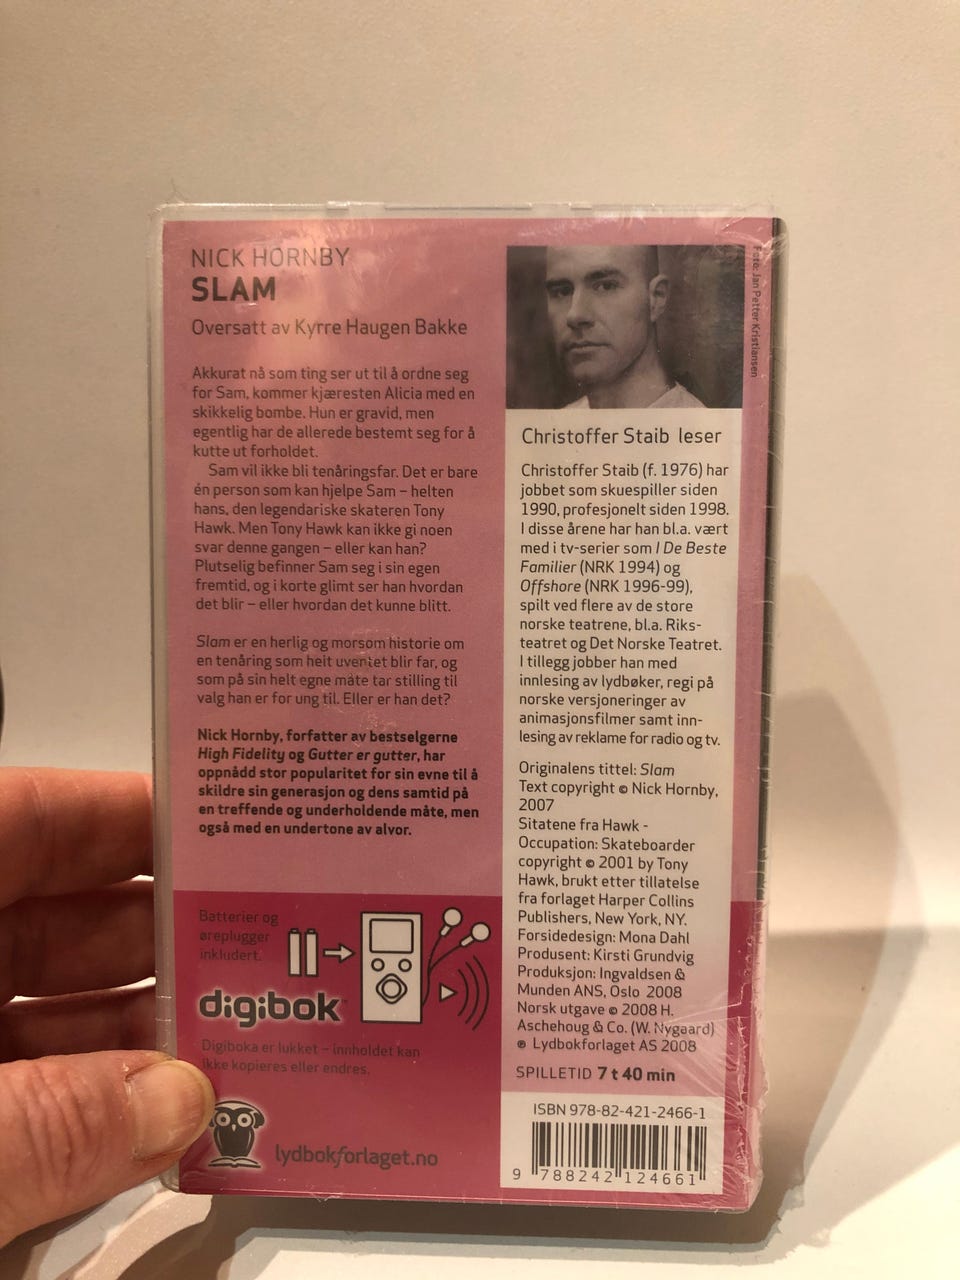 NICK HORNBY
SLAM
Oversatt av Kyrre Haugen Bakke
Akkurat nå som ting ser ut til å ordne seg
for Sam, kommer kjæresten Alicia med en
skikkelig bombe. Hun er gravid, men
egentlig har de allerede bestemt seg for å
kutte ut forholdet.
Sam vil ikke bli tenåringsfar. Det er bare
én person som kan hjelpe Sam – helten
hans, den legendariske skateren Tony
Hawk. Men Tony Hawk kan ikke gi noen
svar denne gangen – eller kan han?
Plutselig befinner Sam seg i sin egen
fremtid, og i korte glimt ser han hvordan
det blir – eller hvordan det kunne blitt.
Slam er en herlig og morsom historie om
en tenåring som helt uventet blir far, og
som på sin helt egne måte tar stilling til
valg han er for ung til. Eller er han det?
Nick Hornby, forfatter av bestselgerne
High Fidelity og Gutter er gutter, har
oppnådd stor popularitet for sin evne til å
skildre sin generasjon og dens samtid på
en treffende og underholdende måte, men
også med en undertone av alvor.
Batterier og
øreplugger
inkludert.
digibok™
Digiboka er lukket – innholdet kan
ikke kopieres eller endres.
lydbokforlaget.no
Foto: Jan Petter Kristiansen
Christoffer Staib leser
Christoffer Staib (f. 1976) har
jobbet som skuespiller siden
1990, profesjonelt siden 1998.
I disse årene har han bl.a. vært
med i tv-serier som I De Beste
Familier (NRK 1994) og
Offshore (NRK 1996-99),
spilt ved flere av de store
norske teatrene, bl.a. Riks-
teatret og Det Norske Teatret.
I tillegg jobber han med
innlesing av lydbøker, regi på
norske versjoneringer av
animasjonsfilmer samt inn-
lesing av reklame for radio og tv.
Originalens tittel: Slam
Text copyright © Nick Hornby,
2007
Sitatene fra Hawk -
Occupation: Skateboarder
copyright © 2001 by Tony
Hawk, brukt etter tillatelse
fra forlaget Harper Collins
Publishers, New York, NY.
Forsidedesign: Mona Dahl
Produsent: Kirsti Grundvig
Produksjon: Ingvaldsen &
Munden ANS, Oslo 2008
Norsk utgave © 2008 H.
Aschehoug & Co. (W. Nygaard)
℗ Lydbokforlaget AS 2008
SPILLETID 7 t 40 min
ISBN 978-82-421-2466-1
9 788242 124661